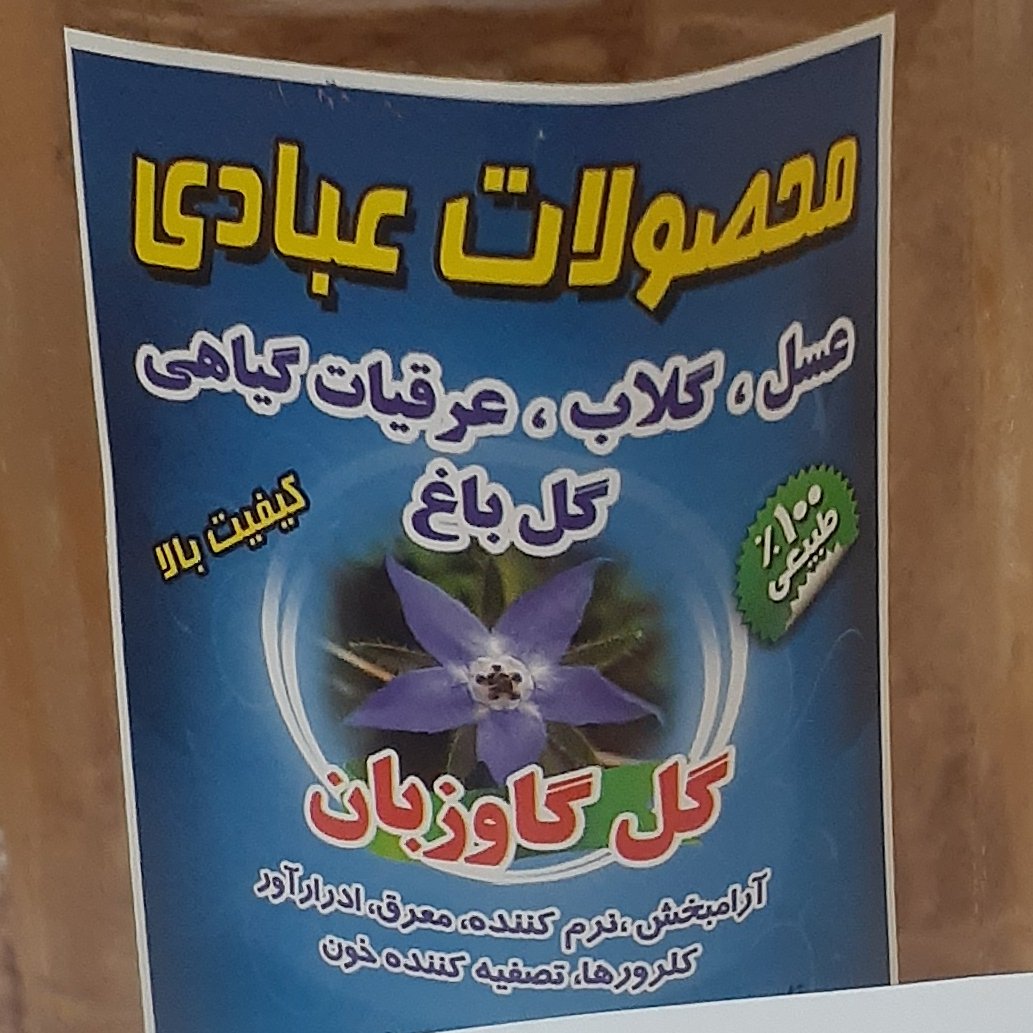 محصولات عبادی
عسل، گلاب، عرقیات گیاهی
گل باغ
٪۱۰۰
طبیعی
کیفیت بالا
گل گاوزبان
آرامبخش، نرم کننده، معرق، ادرارآور
کلرورها، تصفیه کننده خون